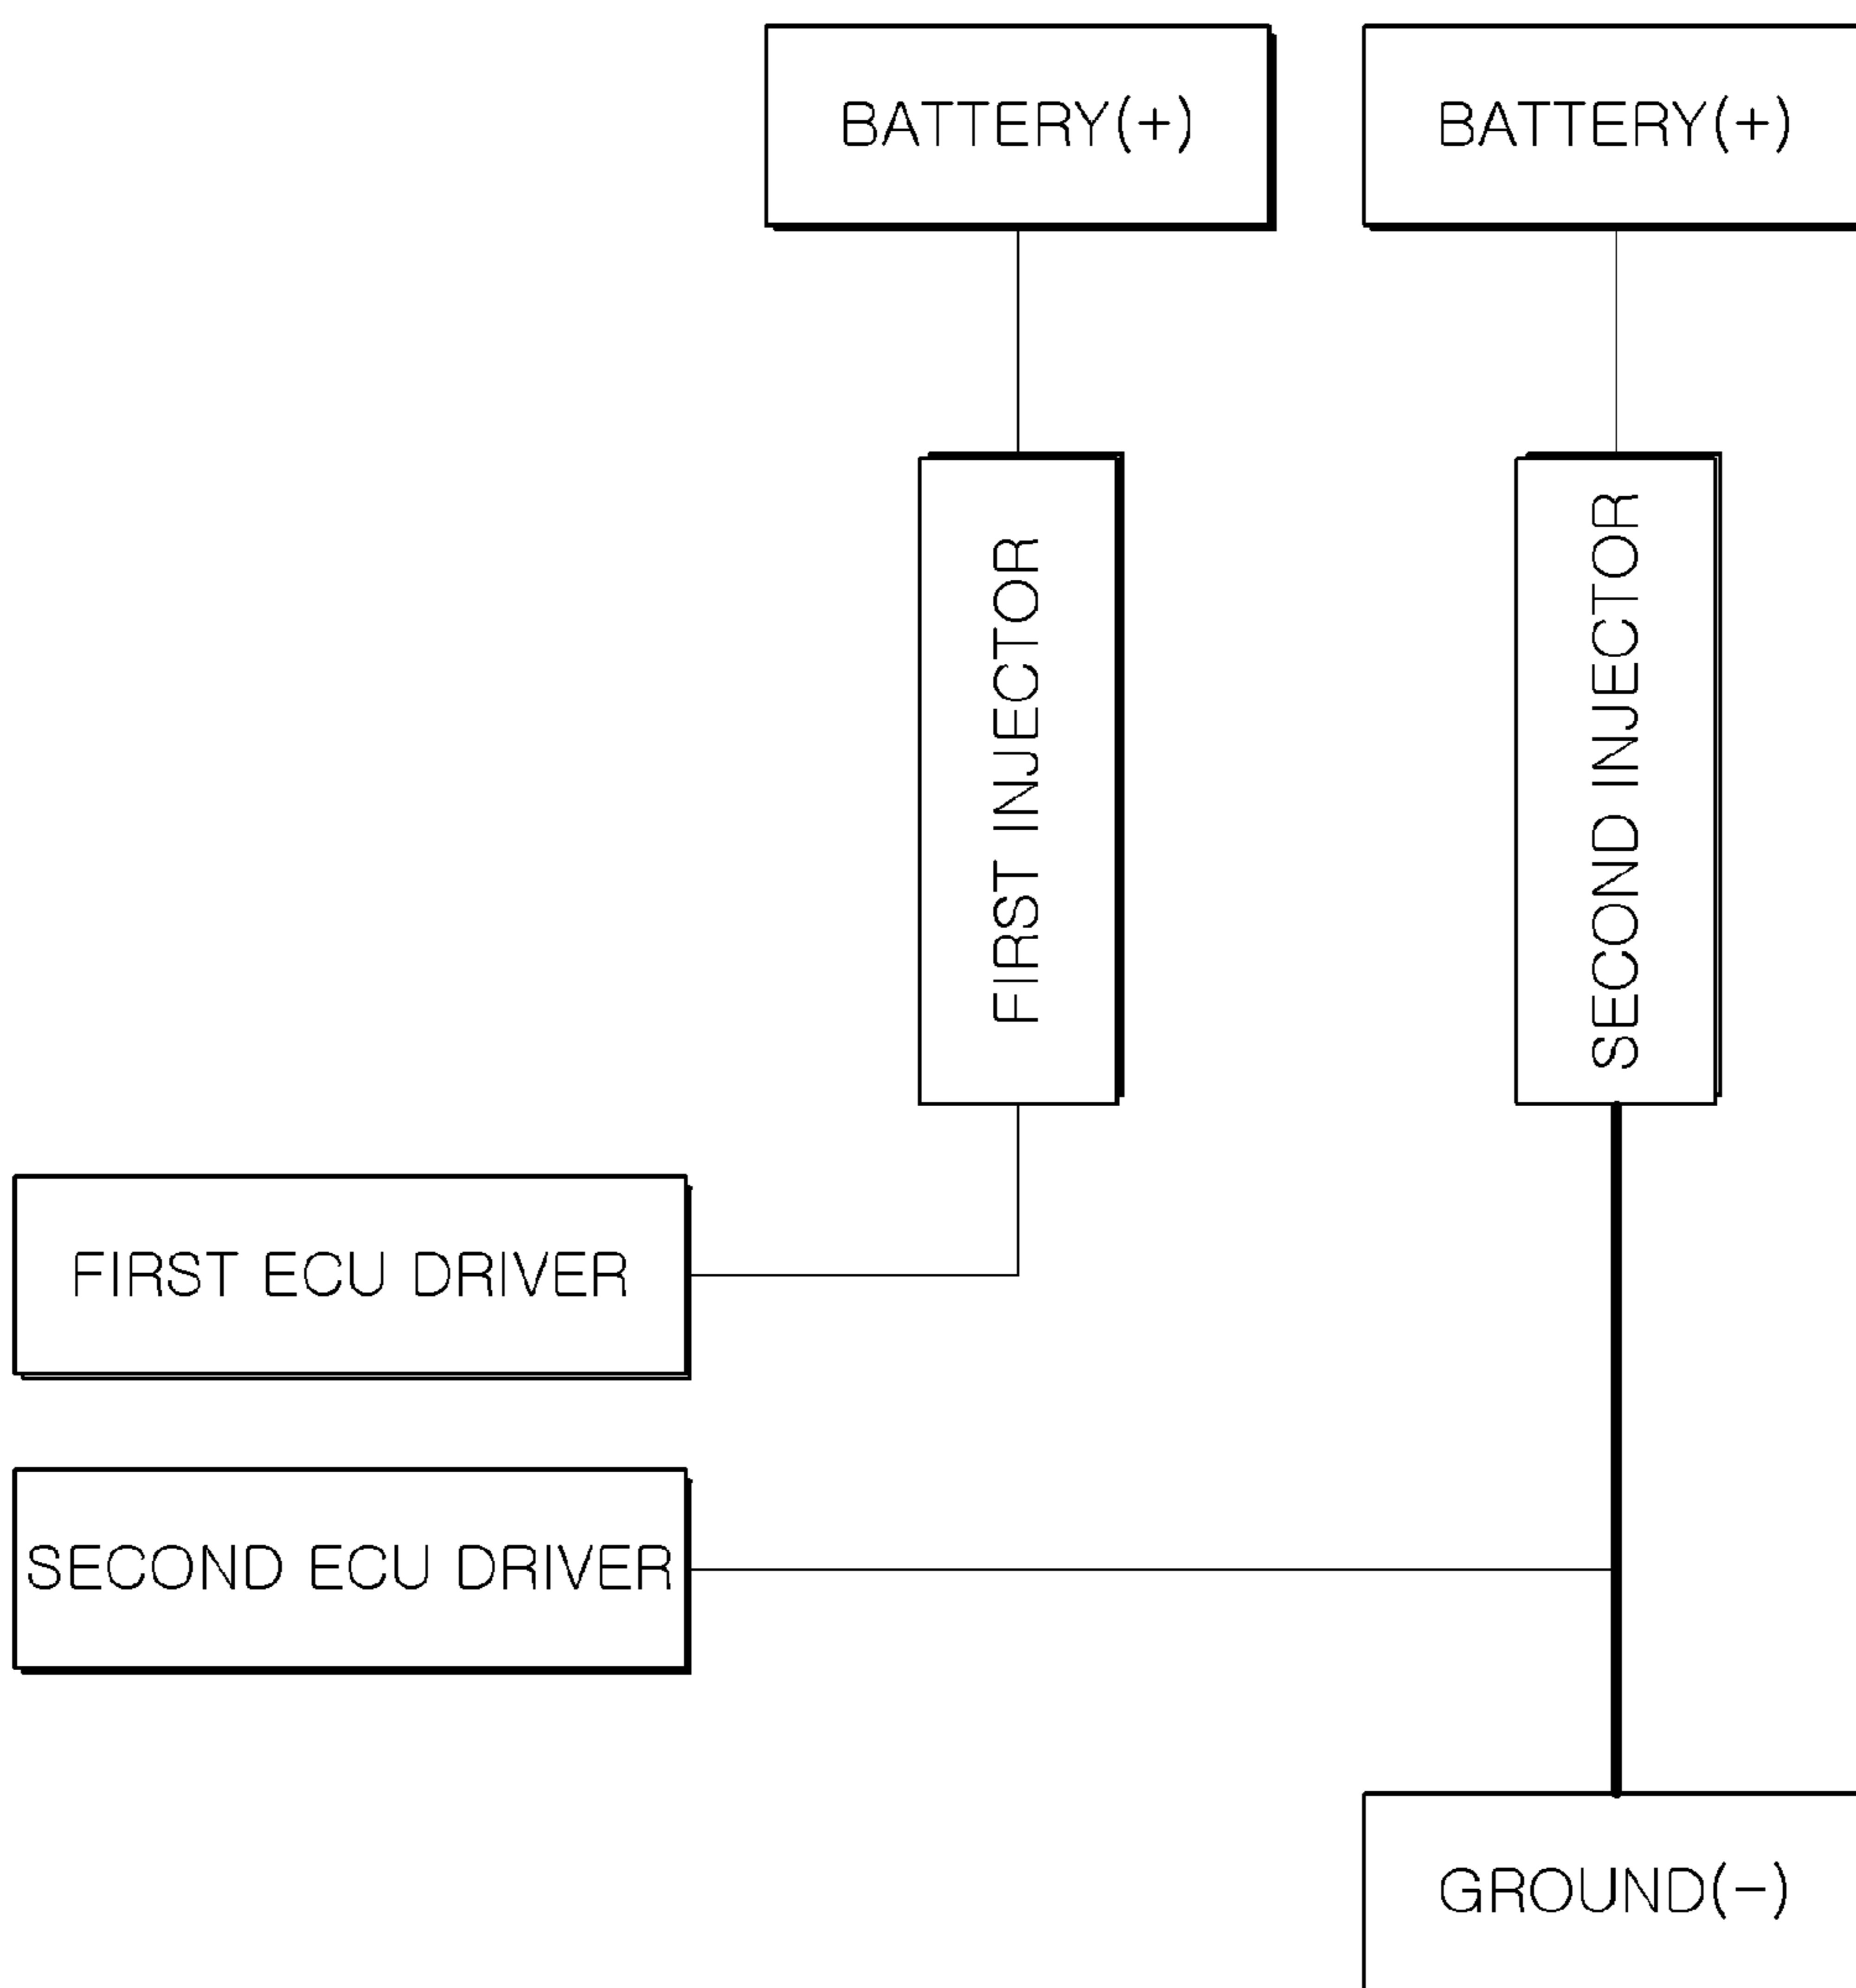 BATTERY(+)
BATTERY(+)
FIRST INJECTOR
SECOND INJECTOR
FIRST ECU DRIVER
SECOND ECU DRIVER
GROUND(−)